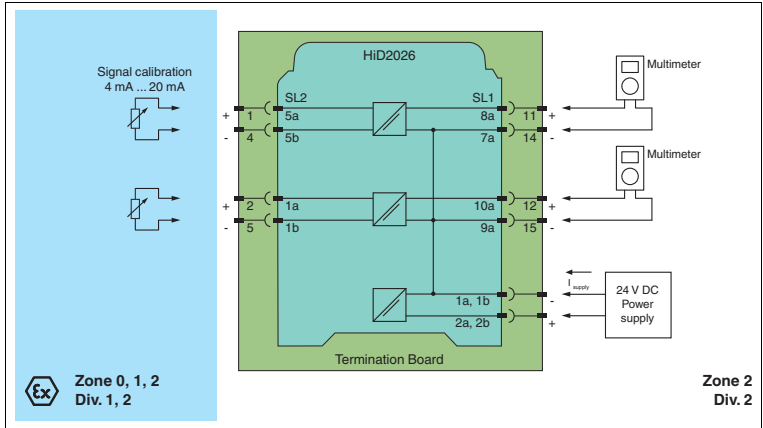 HiD2026
Signal calibration
4 mA ... 20 mA
Multimeter
SL2
SL1
+ 1 5a 8a 11 +
- 4 5b 7a 14 -
Multimeter
+ 2 1a 10a 12 +
- 5 1b 9a 15 -
I supply
24 V DC
Power
supply
1a, 1b -
2a, 2b +
Termination Board
Ex
Zone 0, 1, 2
Div. 1, 2
Zone 2
Div. 2